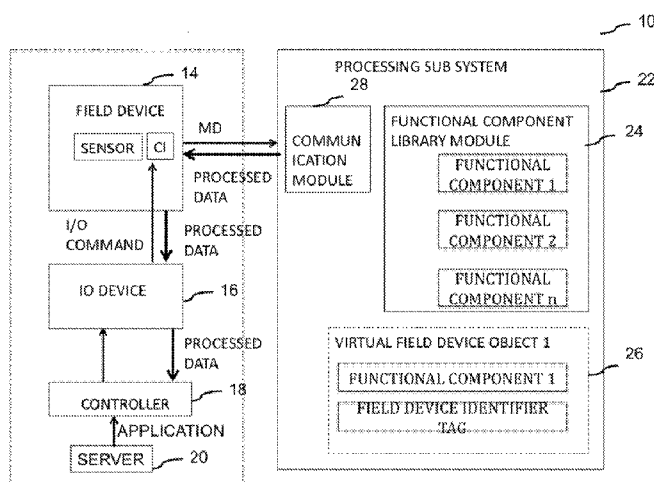 10
PROCESSING SUB SYSTEM
22
14
FIELD DEVICE
SENSOR
CI
MD
PROCESSED
DATA
28
COMMUN
ICATION
MODULE
FUNCTIONAL COMPONENT
LIBRARY MODULE
24
FUNCTIONAL
COMPONENT 1
FUNCTIONAL
COMPONENT 2
FUNCTIONAL
COMPONENT n
I/O
COMMAND
PROCESSED
DATA
IO DEVICE
16
PROCESSED
DATA
CONTROLLER
18
APPLICATION
SERVER
20
VIRTUAL FIELD DEVICE OBJECT 1
26
FUNCTIONAL COMPONENT 1
FIELD DEVICE IDENTIFIER
TAG